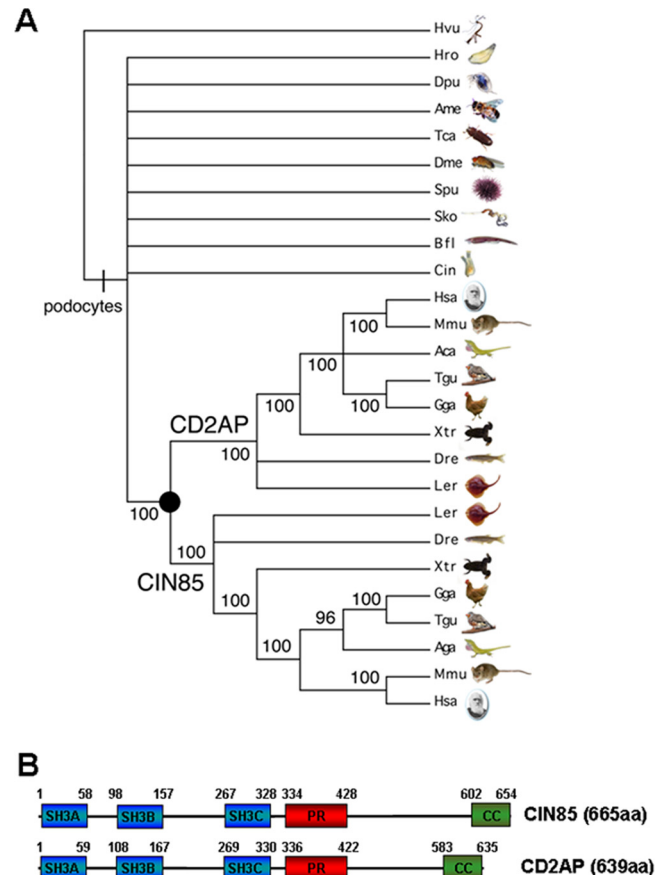 A
Hvu
Hro
Dpu
Ame
Tca
Dme
Spu
Sko
Bfl
Cin
podocytes
Hsa
100
Mmu
100
Aca
Tgu
100
100
Gga
CD2AP
Xtr
100
Dre
Ler
100
Ler
100
Dre
CIN85
Xtr
100
100
Gga
96
Tgu
100
Aga
100
Mmu
Hsa
B
1 58 98 157 267 328 334 428 602 654
SH3A SH3B SH3C PR CC CIN85 (665aa)
1 59 108 167 269 330 336 422 583 635
SH3A SH3B SH3C PR CC CD2AP (639aa)